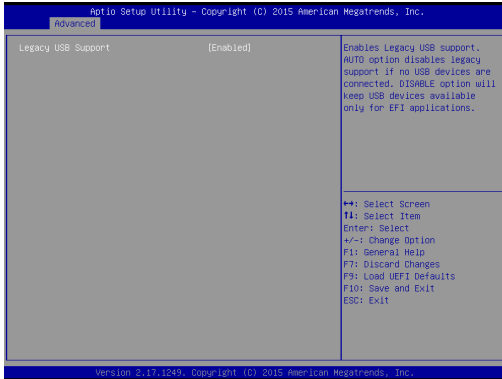 Aptio Setup Utility – Copyright (C) 2015 American Megatrends, Inc.
Advanced
Legacy USB Support [Enabled]
Enables Legacy USB support.
AUTO option disables legacy
support if no USB devices are
connected. DISABLE option will
keep USB devices available
only for EFI applications.
↔: Select Screen
↑↓: Select Item
Enter: Select
+/-: Change Option
F1: General Help
F7: Discard Changes
F9: Load UEFI Defaults
F10: Save and Exit
ESC: Exit
Version 2.17.1249. Copyright (C) 2015 American Megatrends, Inc.